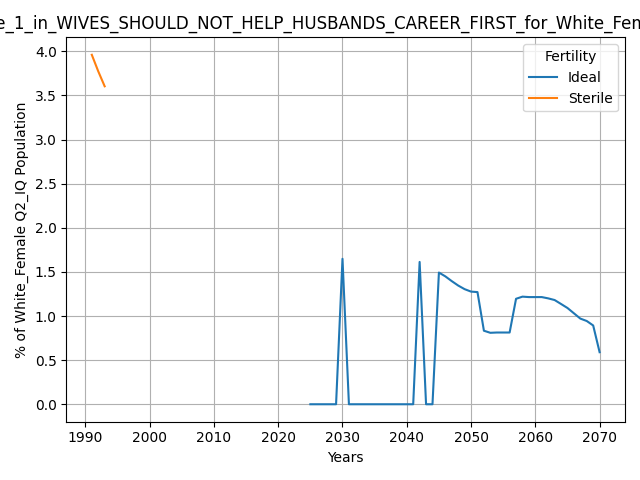 e_1_in_WIVES_SHOULD_NOT_HELP_HUSBANDS_CAREER_FIRST_for_White_Fem
Fertility
Ideal
Sterile
% of White_Female Q2_IQ Population
4.0
3.5
3.0
2.5
2.0
1.5
1.0
0.5
0.0
1990 2000 2010 2020 2030 2040 2050 2060 2070
Years